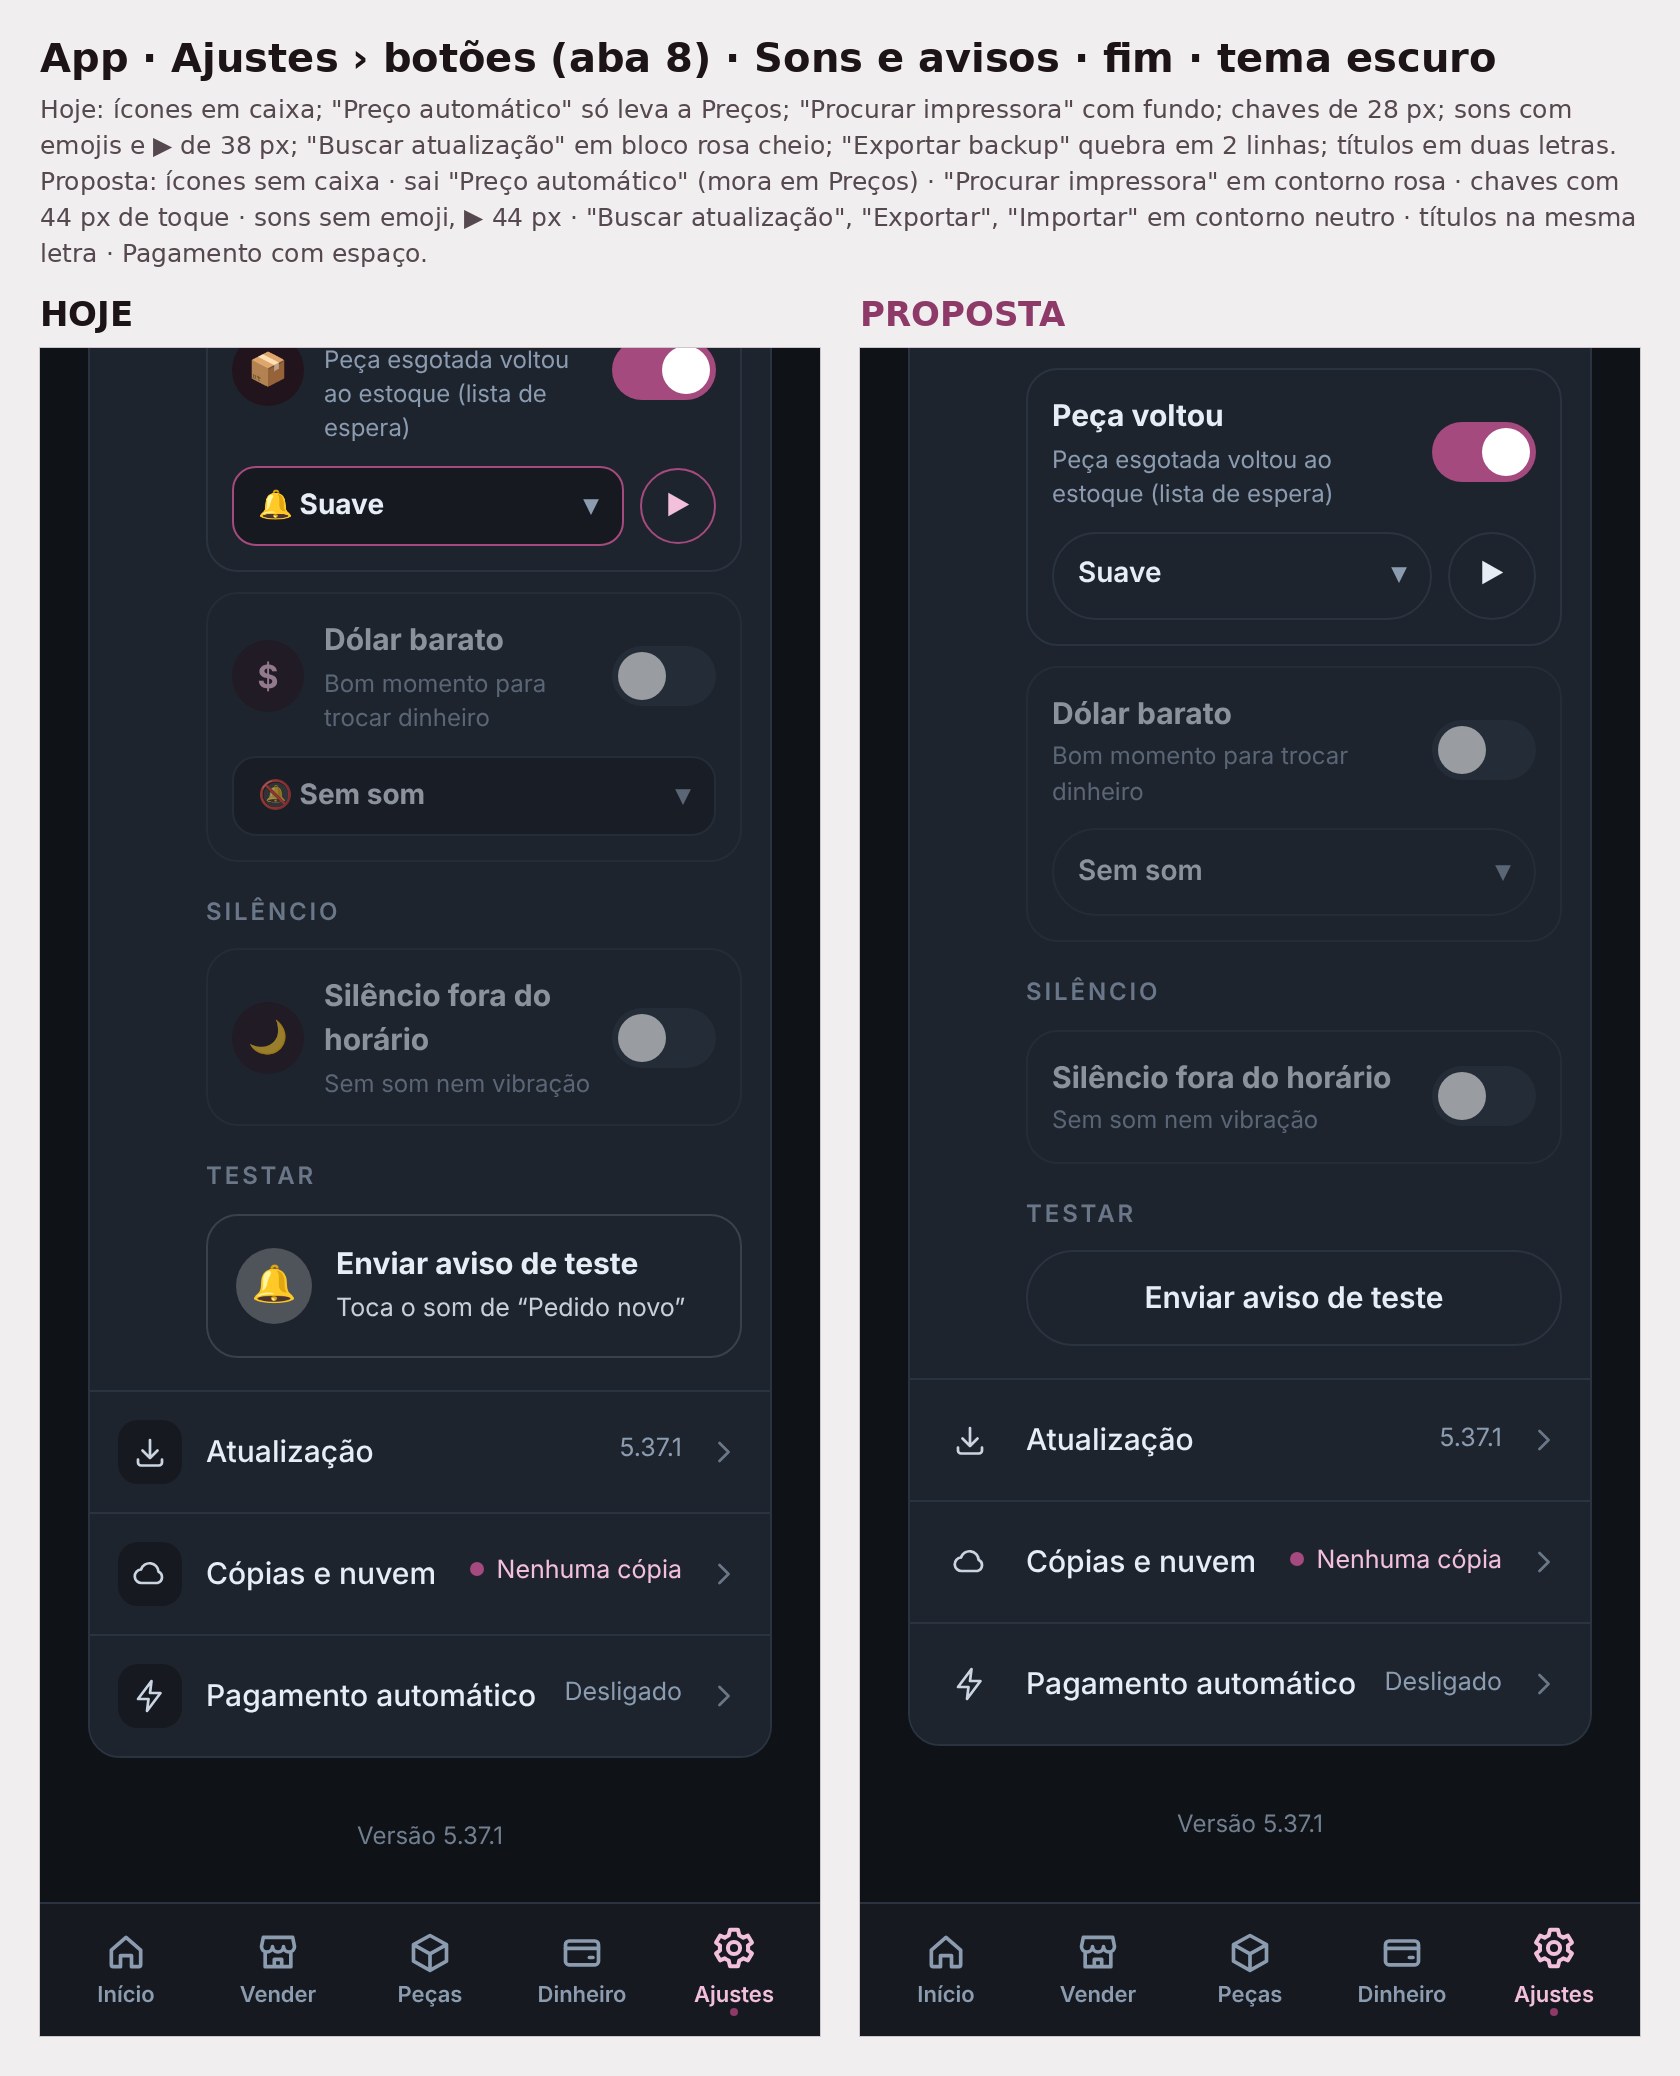 App · Ajustes › botões (aba 8) · Sons e avisos · fim · tema escuro
Hoje: ícones em caixa; "Preço automático" só leva a Preços; "Procurar impressora" com fundo; chaves de 28 px; sons com
emojis e ▶ de 38 px; "Buscar atualização" em bloco rosa cheio; "Exportar backup" quebra em 2 linhas; títulos em duas letras.
Proposta: ícones sem caixa · sai "Preço automático" (mora em Preços) · "Procurar impressora" em contorno rosa · chaves com
44 px de toque · sons sem emoji, ▶ 44 px · "Buscar atualização", "Exportar", "Importar" em contorno neutro · títulos na mesma
letra · Pagamento com espaço.
HOJE
Peça esgotada voltou
ao estoque (lista de
espera)
🔔 Suave ▼
▶
$
Dólar barato
Bom momento para
trocar dinheiro
🔕 Sem som ▼
SILÊNCIO
Silêncio fora do
horário
Sem som nem vibração
TESTAR
Enviar aviso de teste
Toca o som de “Pedido novo”
Atualização 5.37.1
Cópias e nuvem Nenhuma cópia
Pagamento automático Desligado
Versão 5.37.1
Início Vender Peças Dinheiro Ajustes
PROPOSTA
Peça voltou
Peça esgotada voltou ao
estoque (lista de espera)
Suave ▼
▶
Dólar barato
Bom momento para trocar
dinheiro
Sem som ▼
SILÊNCIO
Silêncio fora do horário
Sem som nem vibração
TESTAR
Enviar aviso de teste
Atualização 5.37.1
Cópias e nuvem Nenhuma cópia
Pagamento automático Desligado
Versão 5.37.1
Início Vender Peças Dinheiro Ajustes